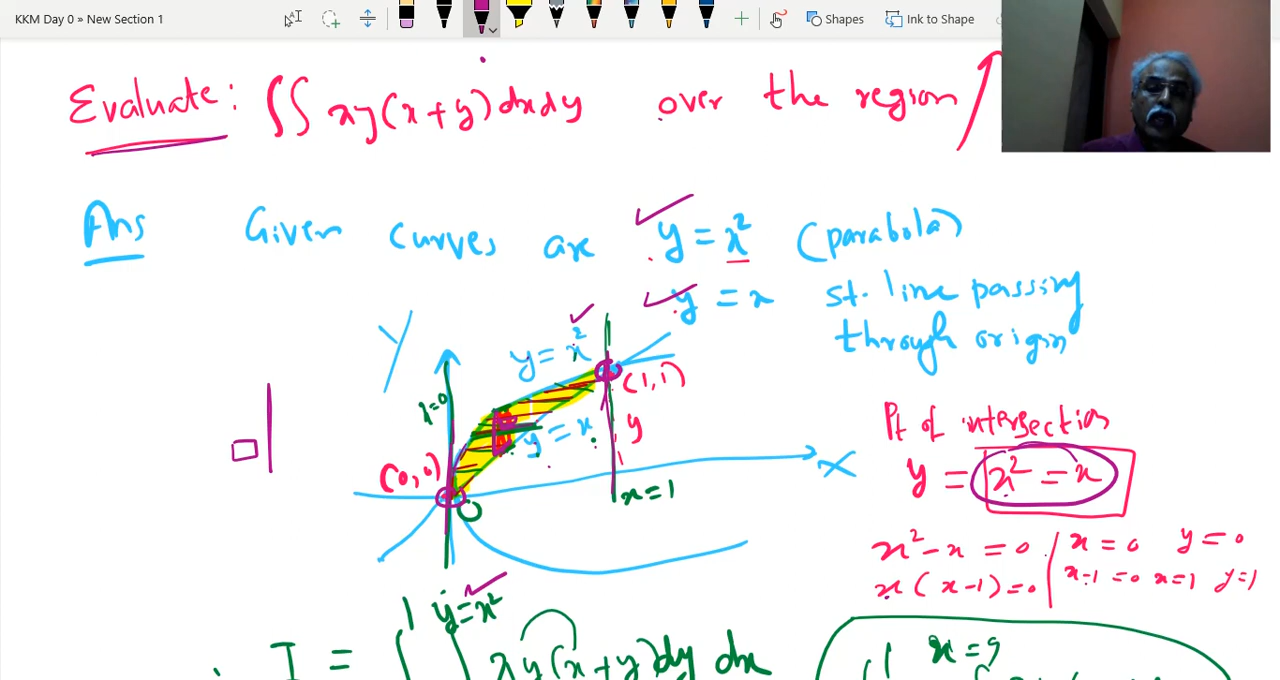 KKM Day 0 » New Section 1
Shapes
Ink to Shape
Evaluate: ∬ xy(x+y) dx dy over the region
Ans Given curves are y = x² (parabola)
y = x st. line passing
through origin
Y
y = x²
(1,1)
x=0
y = x
y
1
(0,0)
X
O
x=1
Pt of intersection
y = x² = x
x² - x = 0 / x = 0 y = 0
x(x-1)=0 x-1=0 x=1 y=1
1 y=x²
I = ∫ ∫ xy(x+y) dy dx